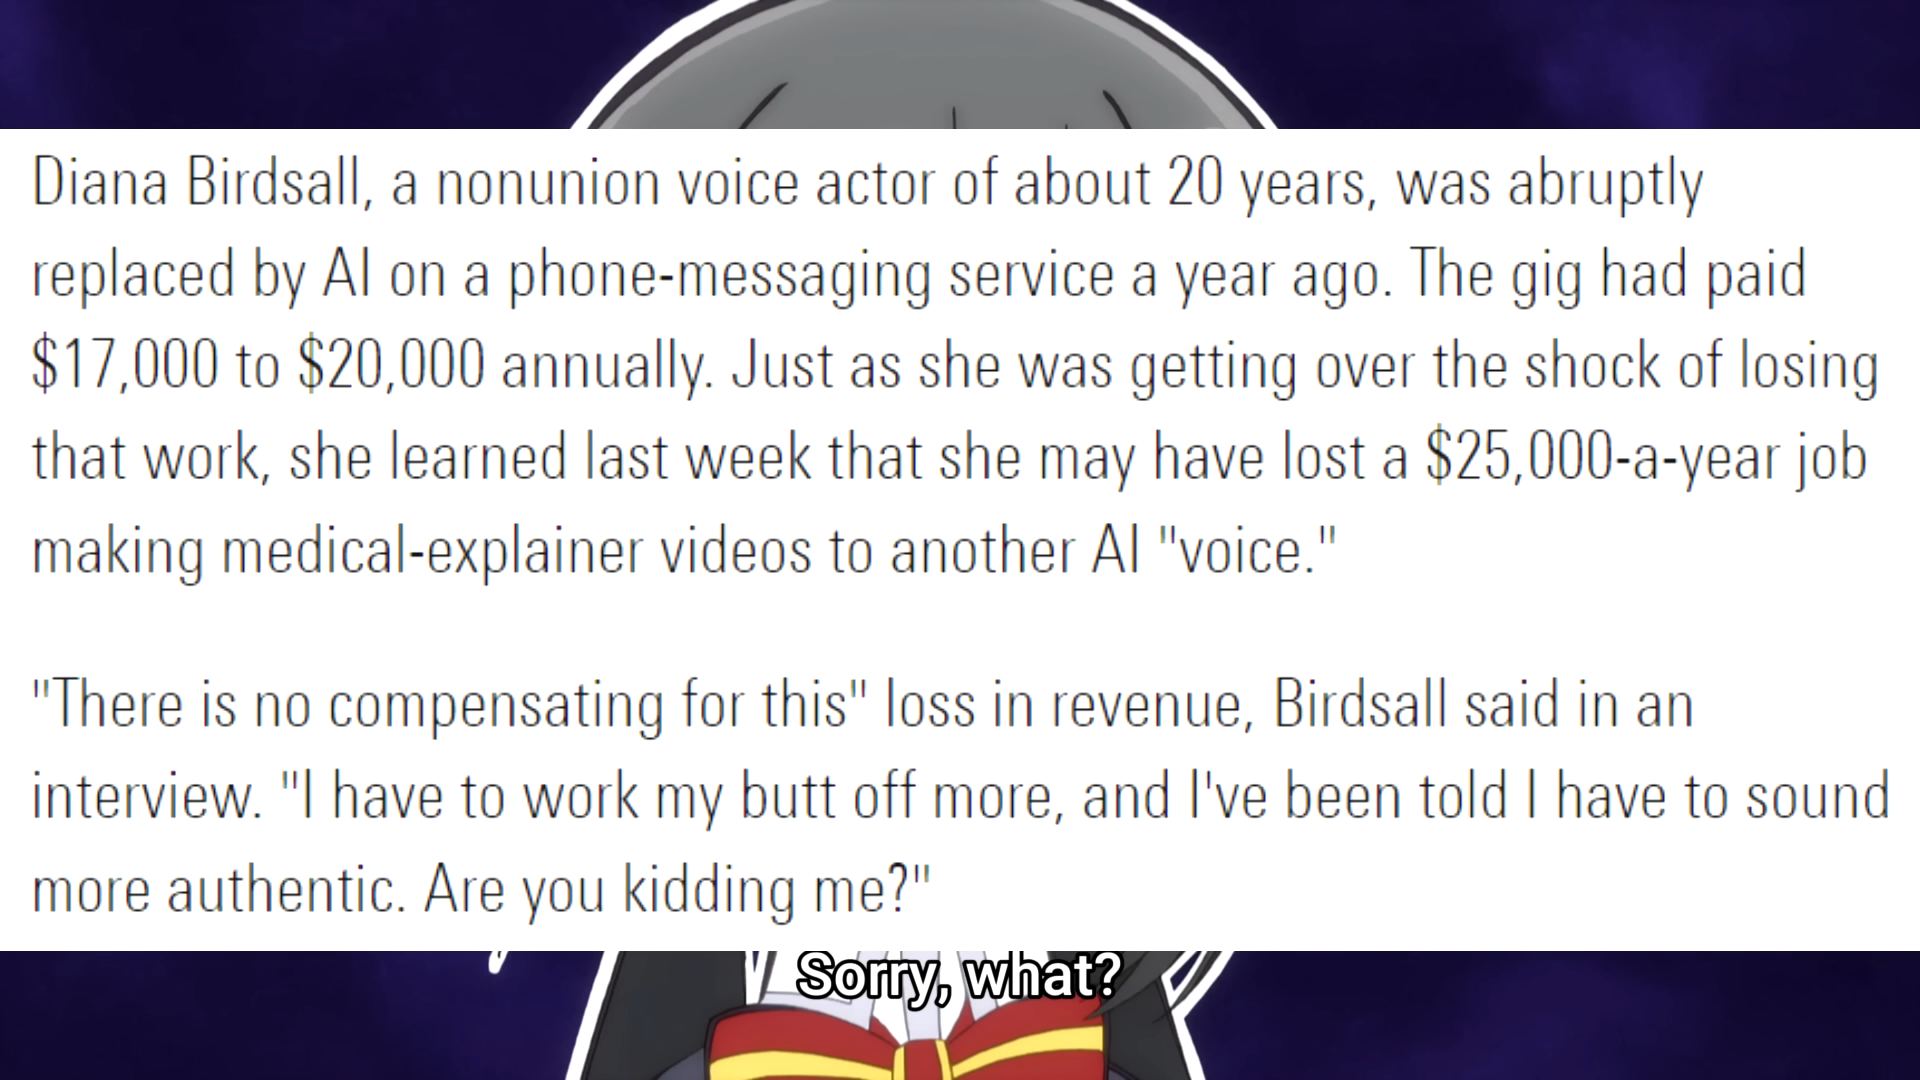 Diana Birdsall, a nonunion voice actor of about 20 years, was abruptly
replaced by AI on a phone-messaging service a year ago. The gig had paid
$17,000 to $20,000 annually. Just as she was getting over the shock of losing
that work, she learned last week that she may have lost a $25,000-a-year job
making medical-explainer videos to another AI "voice."
"There is no compensating for this" loss in revenue, Birdsall said in an
interview. "I have to work my butt off more, and I've been told I have to sound
more authentic. Are you kidding me?"
Sorry, what?